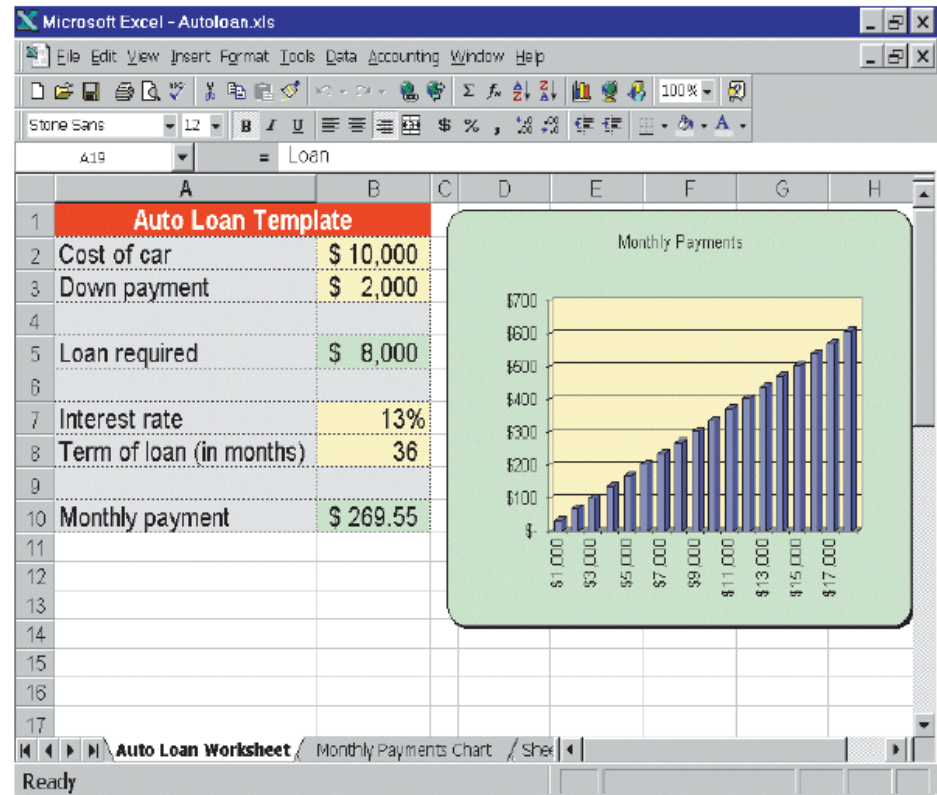 Microsoft Excel - Autoloan.xls
File Edit View Insert Format Tools Data Accounting Window Help
100%
Stone Sans 12 B I U $ % ,
A19 = Loan
A B C D E F G H
1 Auto Loan Template
2 Cost of car $ 10,000
3 Down payment $ 2,000
4
5 Loan required $ 8,000
6
7 Interest rate 13%
8 Term of loan (in months) 36
9
10 Monthly payment $ 269.55
11
12
13
14
15
16
17
Monthly Payments
$700
$600
$500
$400
$300
$200
$100
$-
$1,000 $3,000 $5,000 $7,000 $9,000 $11,000 $13,000 $15,000 $17,000
Auto Loan Worksheet Monthly Payments Chart Shee
Ready